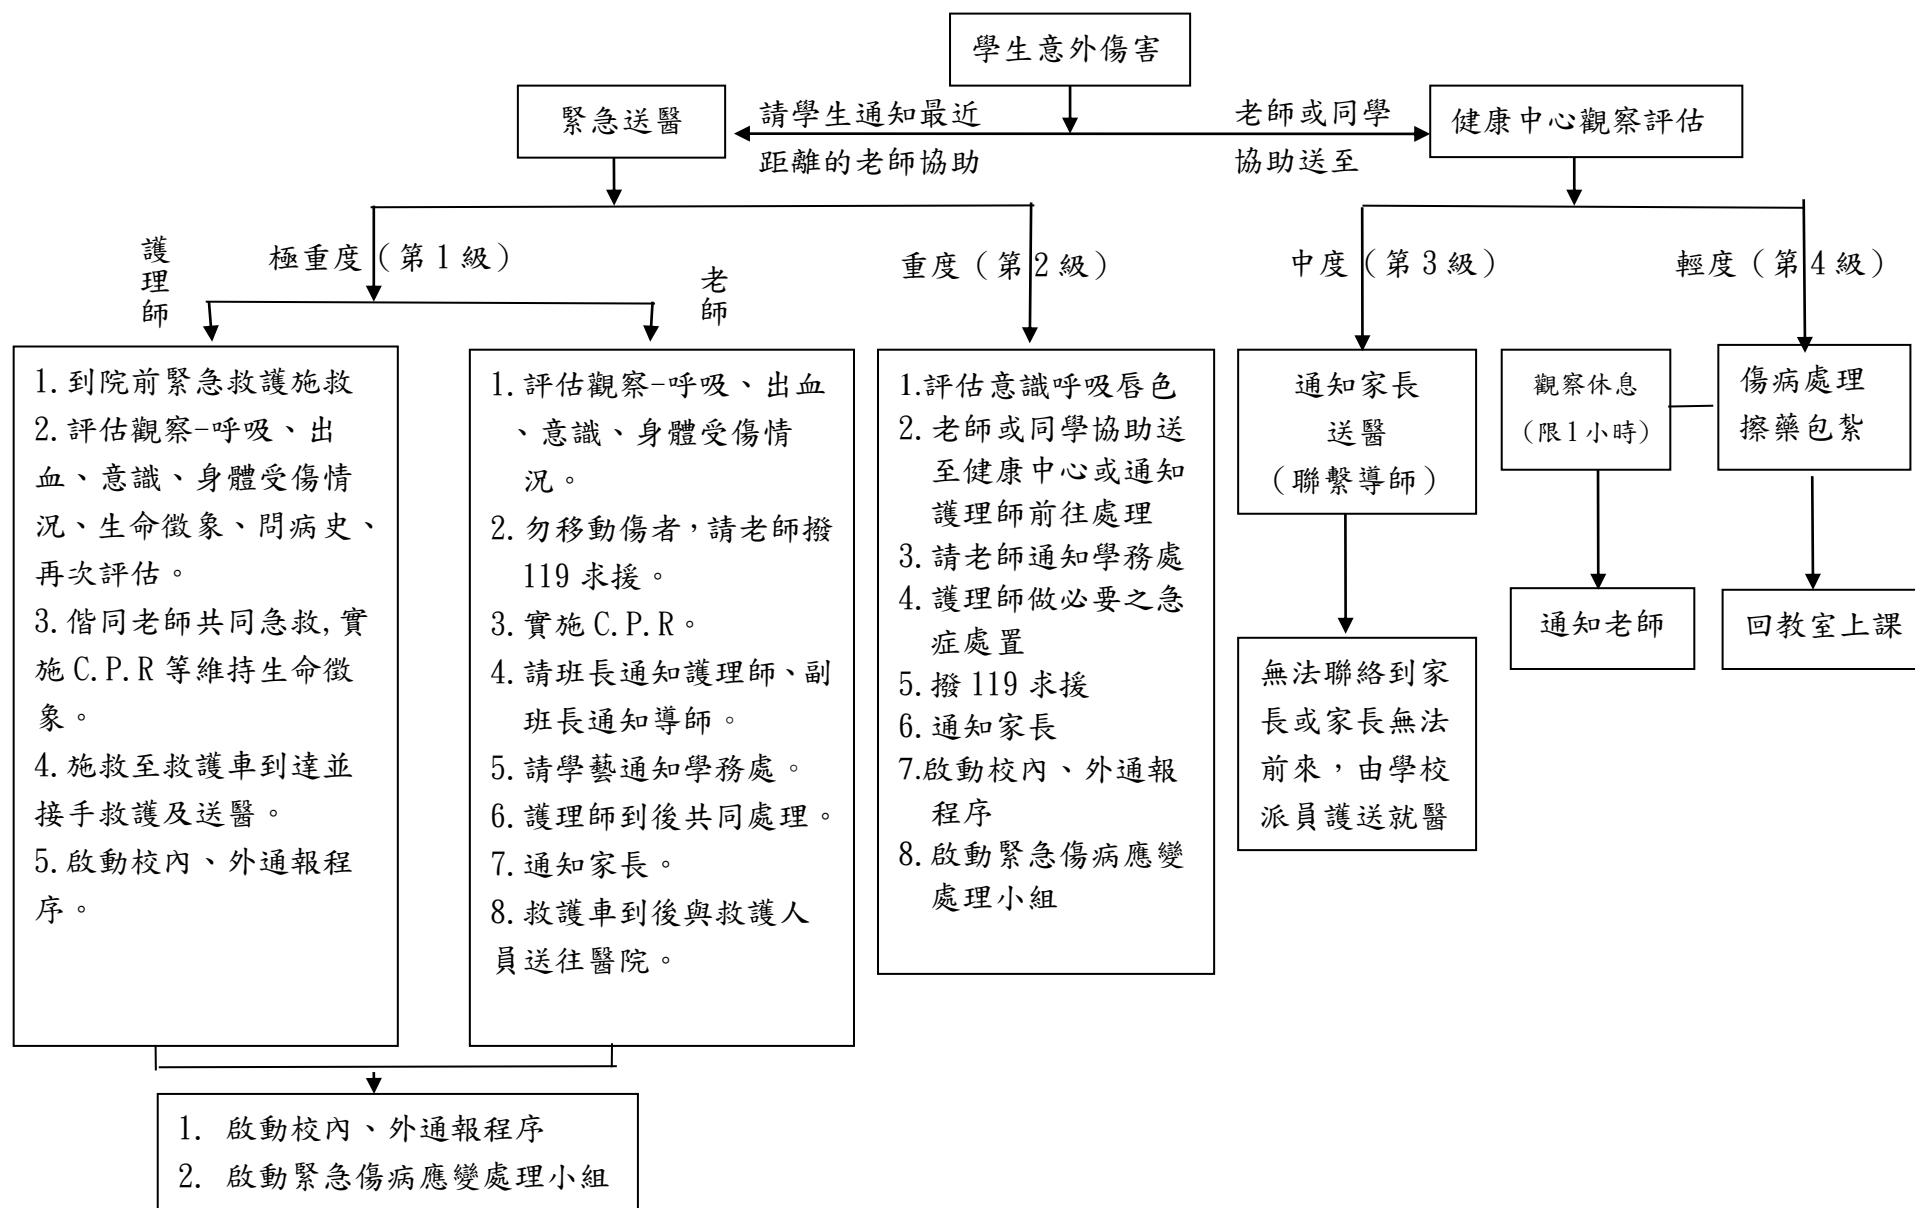 學生意外傷害
緊急送醫
請學生通知最近
距離的老師協助
老師或同學
協助送至
健康中心觀察評估
護
理
師
極重度（第1級）
老
師
重度（第2級）
中度（第3級）
輕度（第4級）
1.到院前緊急救護施救
2.評估觀察-呼吸、出
血、意識、身體受傷情
況、生命徵象、問病史、
再次評估。
3.偕同老師共同急救,實
施C.P.R等維持生命徵
象。
4.施救至救護車到達並
接手救護及送醫。
5.啟動校內、外通報程
序。
1.評估觀察-呼吸、出血
、意識、身體受傷情
況。
2.勿移動傷者，請老師撥
119求援。
3.實施C.P.R。
4.請班長通知護理師、副
班長通知導師。
5.請學藝通知學務處。
6.護理師到後共同處理。
7.通知家長。
8.救護車到後與救護人
員送往醫院。
1.評估意識呼吸唇色
2.老師或同學協助送
至健康中心或通知
護理師前往處理
3.請老師通知學務處
4.護理師做必要之急
症處置
5.撥119求援
6.通知家長
7.啟動校內、外通報
程序
8.啟動緊急傷病應變
處理小組
通知家長
送醫
（聯繫導師）
無法聯絡到家
長或家長無法
前來，由學校
派員護送就醫
觀察休息
（限1小時）
通知老師
傷病處理
擦藥包紮
回教室上課
1. 啟動校內、外通報程序
2. 啟動緊急傷病應變處理小組